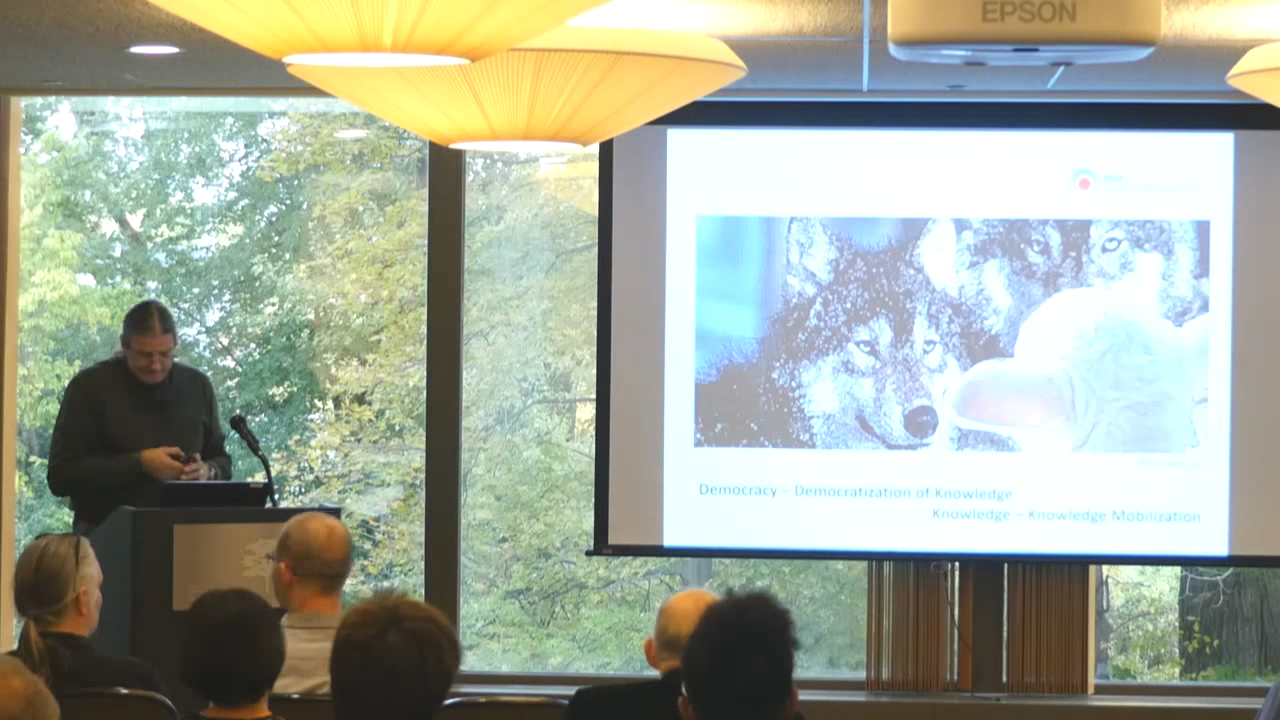 EPSON
Democracy – Democratization of Knowledge
Knowledge – Knowledge Mobilization